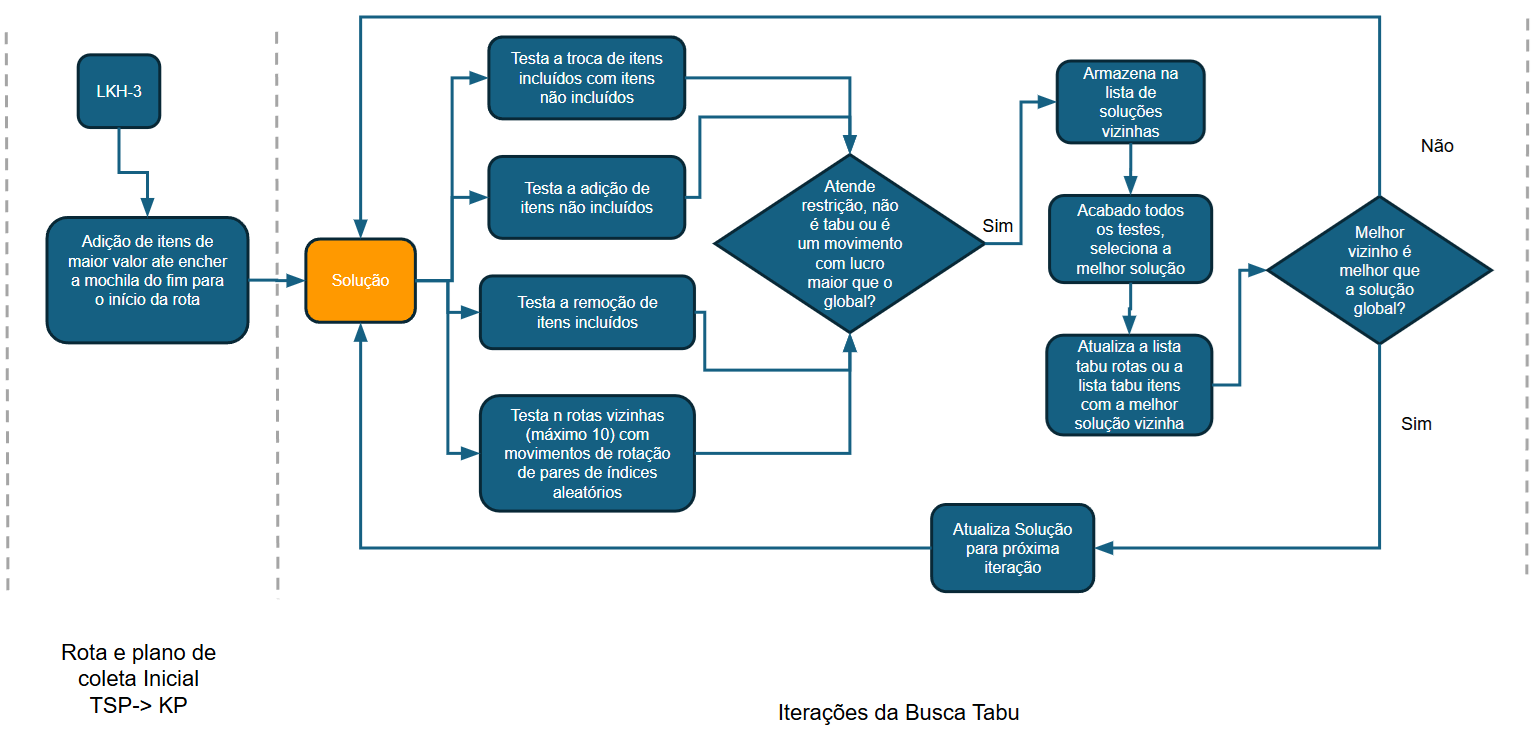 LKH-3
Adição de itens de
maior valor ate encher
a mochila do fim para
o início da rota
Solução
Testa a troca de itens
incluídos com itens
não incluídos
Testa a adição de
itens não incluídos
Testa a remoção de
itens incluídos
Testa n rotas vizinhas
(máximo 10) com
movimentos de rotação
de pares de índices
aleatórios
Atende
restrição, não
é tabu ou é
um movimento
com lucro
maior que o
global?
Sim
Armazena na
lista de
soluções
vizinhas
Acabado todos
os testes,
seleciona a
melhor solução
Atualiza a lista
tabu rotas ou a
lista tabu itens
com a melhor
solução vizinha
Melhor
vizinho é
melhor que
a solução
global?
Não
Sim
Atualiza Solução
para próxima
iteração
Rota e plano de
coleta Inicial
TSP-> KP
Iterações da Busca Tabu